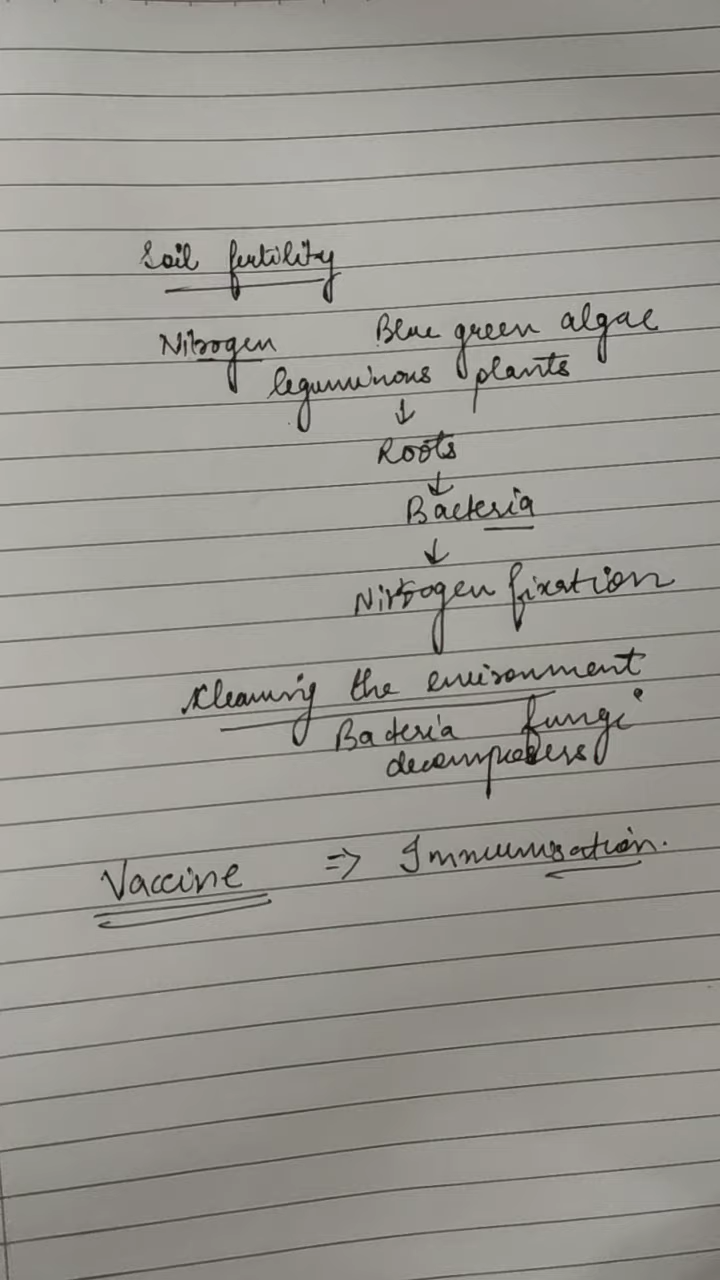 Soil fertility
Nitrogen Blue green algae
leguminous plants
↓
Roots
↓
Bacteria
↓
Nitrogen fixation
Cleaning the environment
Bacteria fungi
decomposers
Vaccine ⇒ Immunisation.